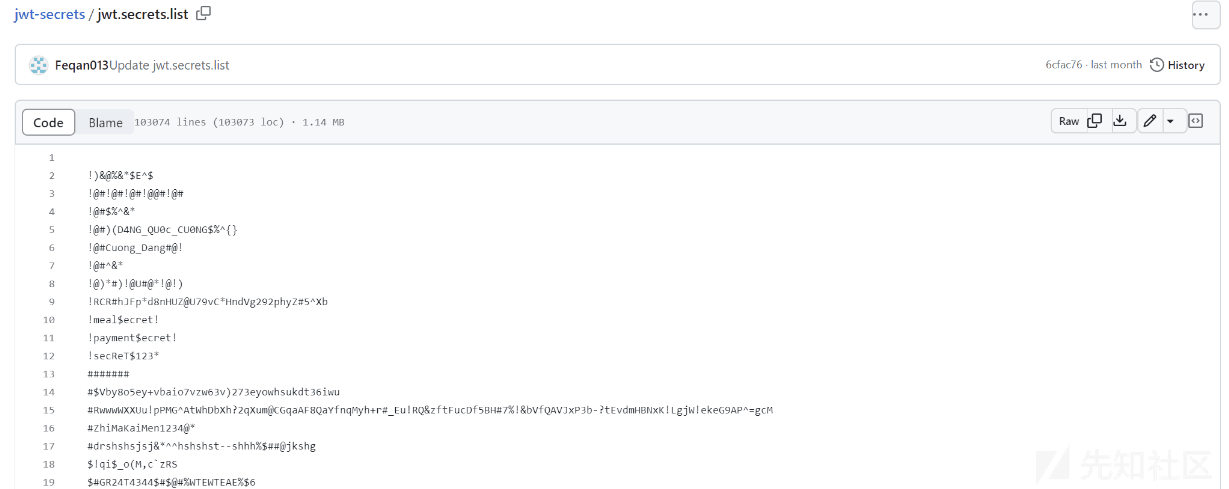 jwt-secrets / jwt.secrets.list
Feqan013Update jwt.secrets.list
6cfac76 · last month
History
Code
Blame
103074 lines (103073 loc) · 1.14 MB
Raw
1
2 !)&@%&*$E^$
3 !@#!@#!@#!@@#!@#
4 !@#$%^&*
5 !@#)(D4NG_QU0c_CU0NG$%^{}
6 !@#Cuong_Dang#@!
7 !@#^&*
8 !@)*#)!@U#@*!@!)
9 !RCR#hJFp*d8nHUZ@U79vC*HndVg292phyZ#5^Xb
10 !meal$ecret!
11 !payment$ecret!
12 !secReT$123*
13 #######
14 #$Vby8o5ey+vbaio7vzw63v)273eyowhsukdt36iwu
15 #RwwwWXXUu!pPMG^AtWhDbXh?2qXum@CGqaAF8QaYfnqMyh+r#_Eu!RQ&zftFucDf5BH#7%!&bVfQAVJxP3b-?tEvdmHBNxK!LgjW!ekeG9AP^=gcM
16 #ZhiMaKaiMen1234@*
17 #drshshsjsj&*^^hshshst--shhh%$##@jkshg
18 $!qi$_o(M,c`zRS
19 $#GR24T4344$#$@#%WTEWTEAE%$6
先知社区